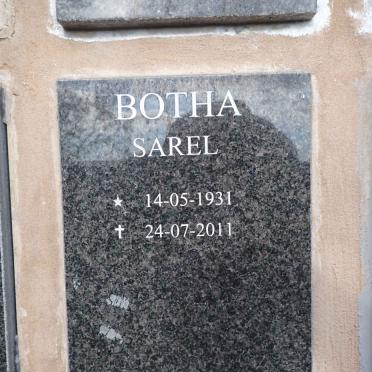 BOTHA
SAREL
★ 14-05-1931
✝ 24-07-2011